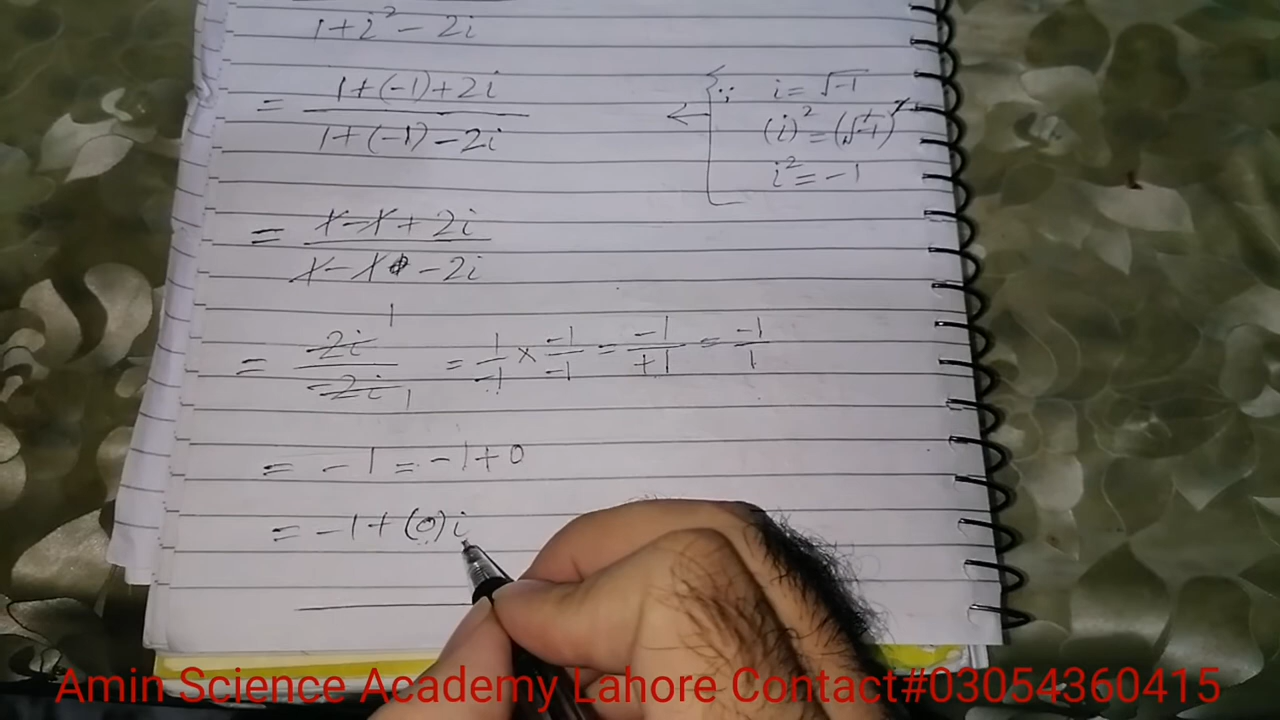 1+i² - 2i
= 1+(-1)+2i / 1+(-1)-2i
∵ i = √-1
(i)² = (√-1)²
i² = -1
= 1-1+2i / 1-1-2i
= 2i / -2i = 1/-1 × -1/-1 = -1/+1 = -1/1
= -1 = -1+0
= -1+(0)i
Amin Science Academy Lahore Contact#03054360415